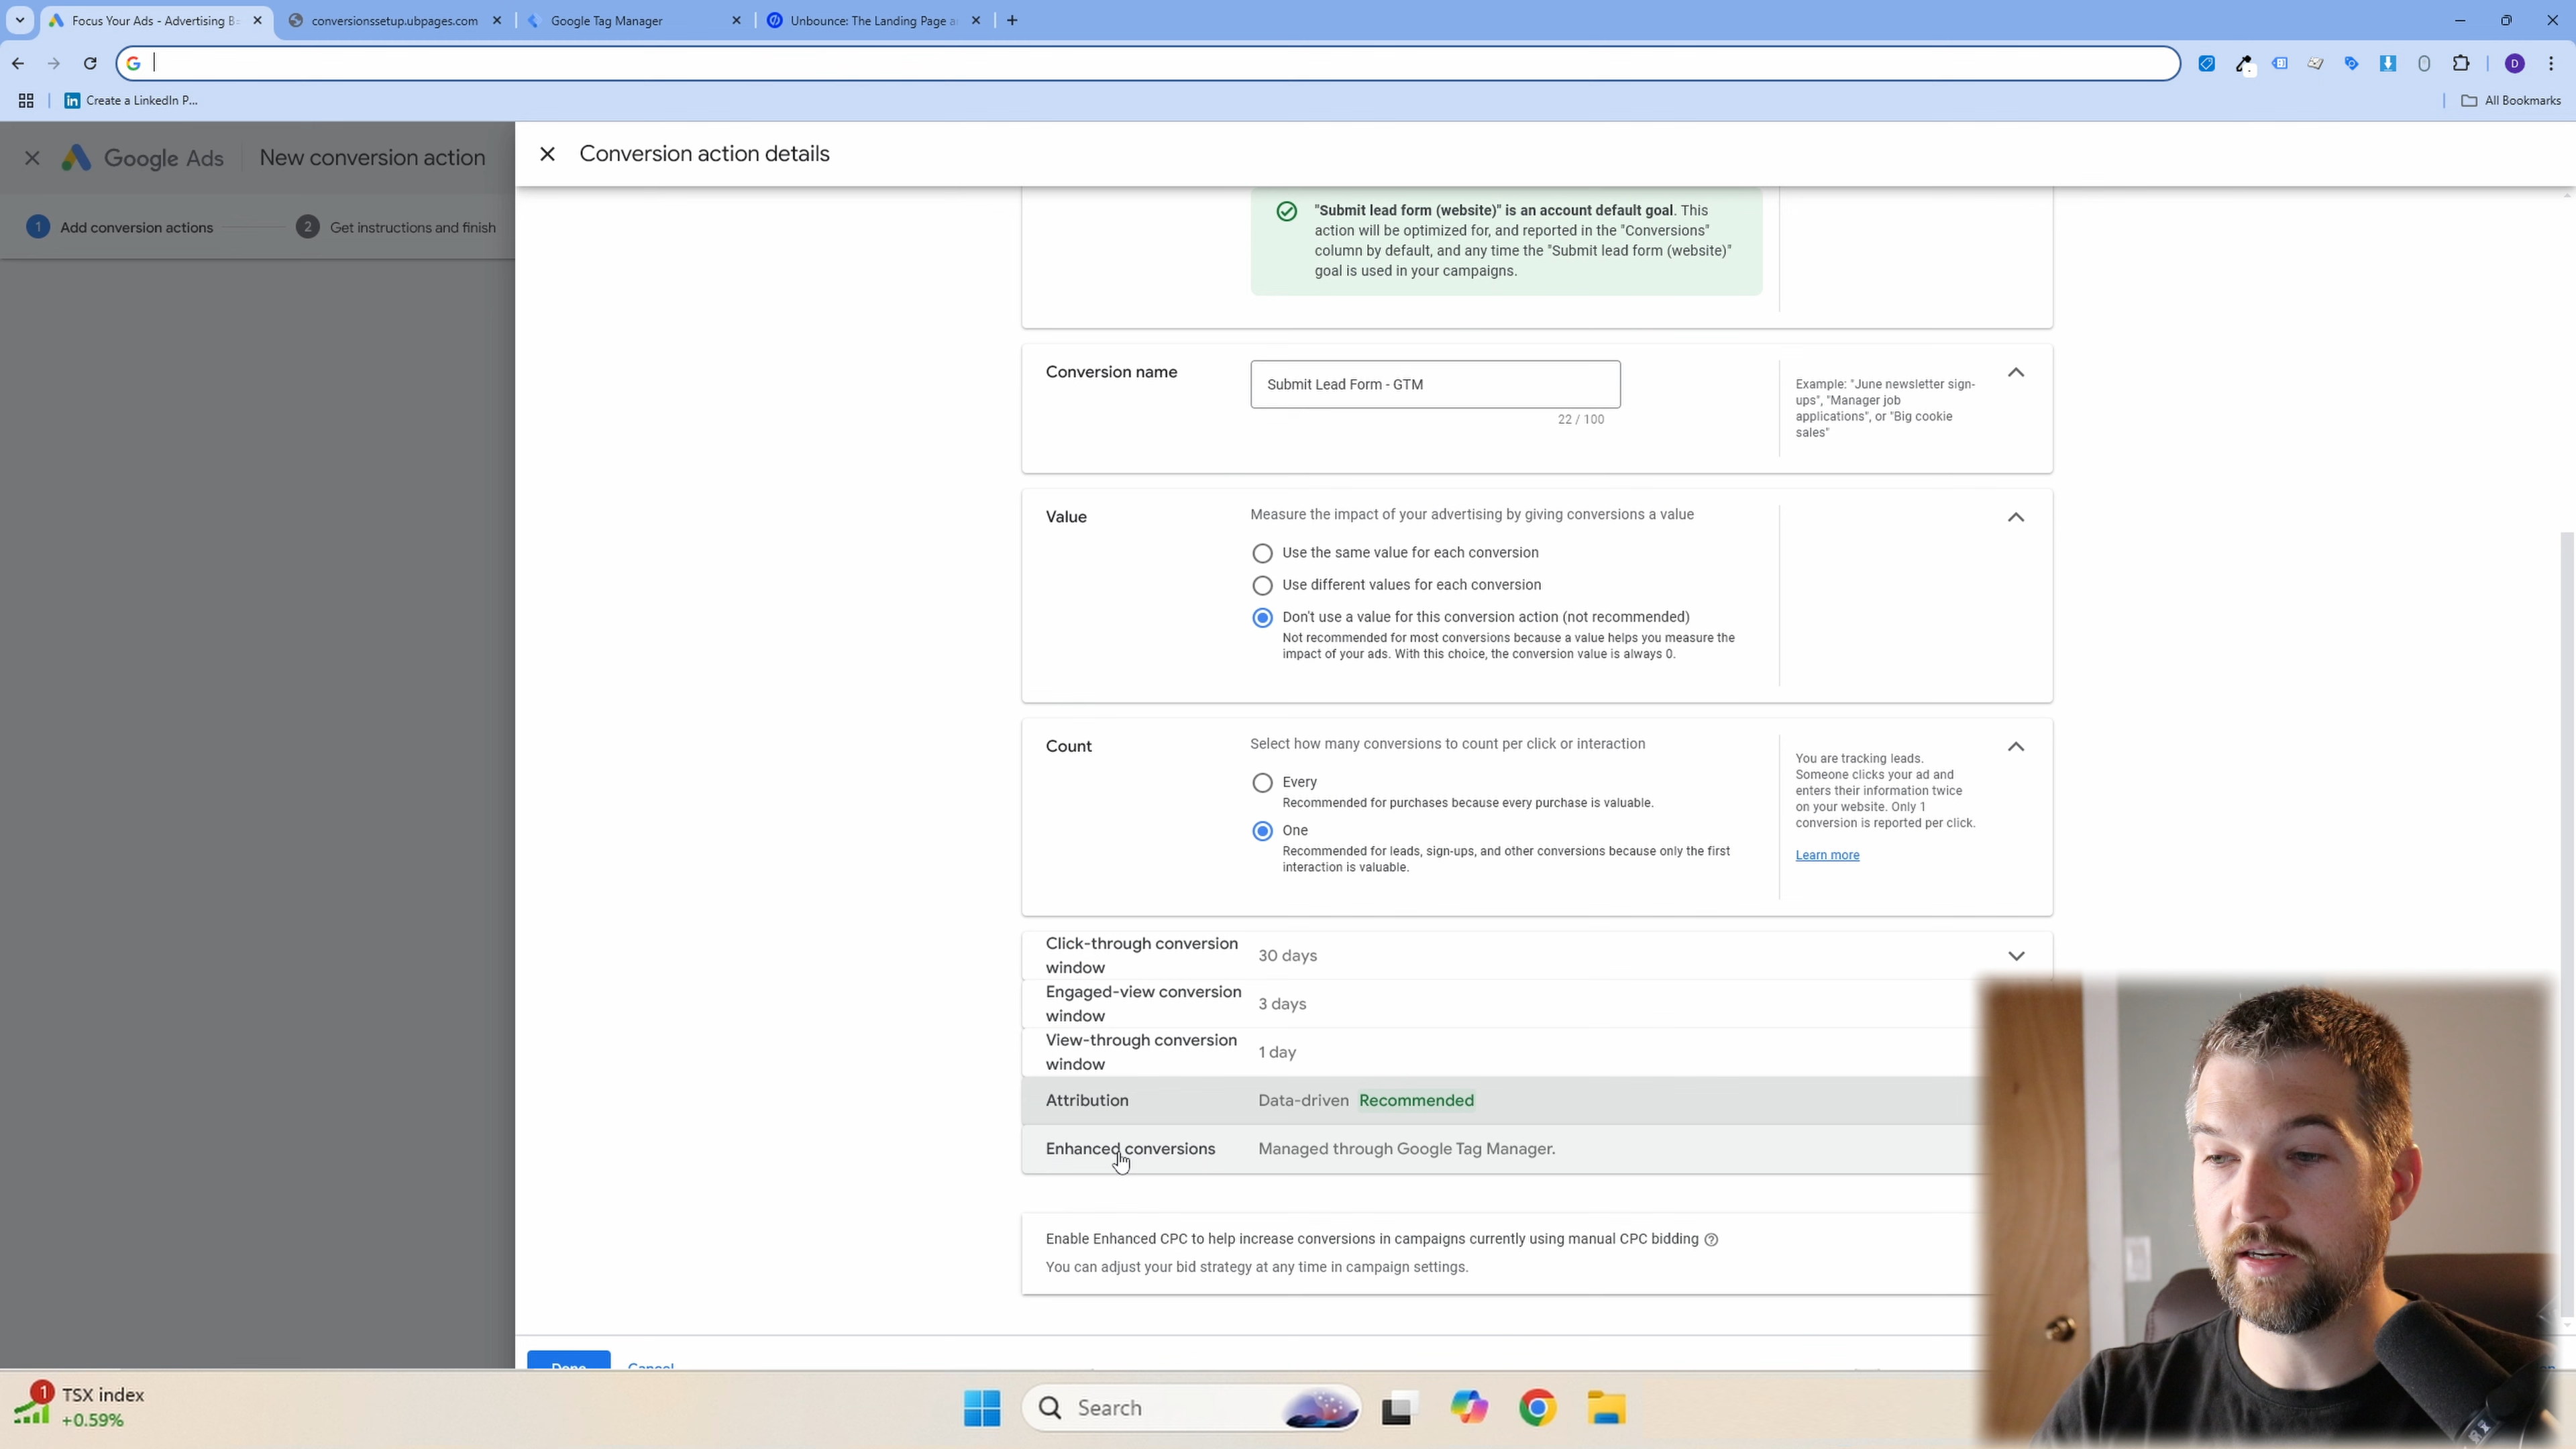 Focus Your Ads - Advertising B
conversionssetup.ubpages.com
Google Tag Manager
Unbounce: The Landing Page a
Create a LinkedIn P...
D
All Bookmarks
Google Ads
New conversion action
1 Add conversion actions
2 Get instructions and finish
Conversion action details
"Submit lead form (website)" is an account default goal. This
action will be optimized for, and reported in the "Conversions"
column by default, and any time the "Submit lead form (website)"
goal is used in your campaigns.
Conversion name
Submit Lead Form - GTM
22 / 100
Example: "June newsletter sign-
ups", "Manager job
applications", or "Big cookie
sales"
Value
Measure the impact of your advertising by giving conversions a value
Use the same value for each conversion
Use different values for each conversion
Don't use a value for this conversion action (not recommended)
Not recommended for most conversions because a value helps you measure the
impact of your ads. With this choice, the conversion value is always 0.
Count
Select how many conversions to count per click or interaction
Every
Recommended for purchases because every purchase is valuable.
One
Recommended for leads, sign-ups, and other conversions because only the first
interaction is valuable.
You are tracking leads.
Someone clicks your ad and
enters their information twice
on your website. Only 1
conversion is reported per click.
Learn more
Click-through conversion
window
30 days
Engaged-view conversion
window
3 days
View-through conversion
window
1 day
Attribution
Data-driven Recommended
Enhanced conversions
Managed through Google Tag Manager.
Enable Enhanced CPC to help increase conversions in campaigns currently using manual CPC bidding
You can adjust your bid strategy at any time in campaign settings.
Done
Cancel
1
TSX index
+0.59%
Search